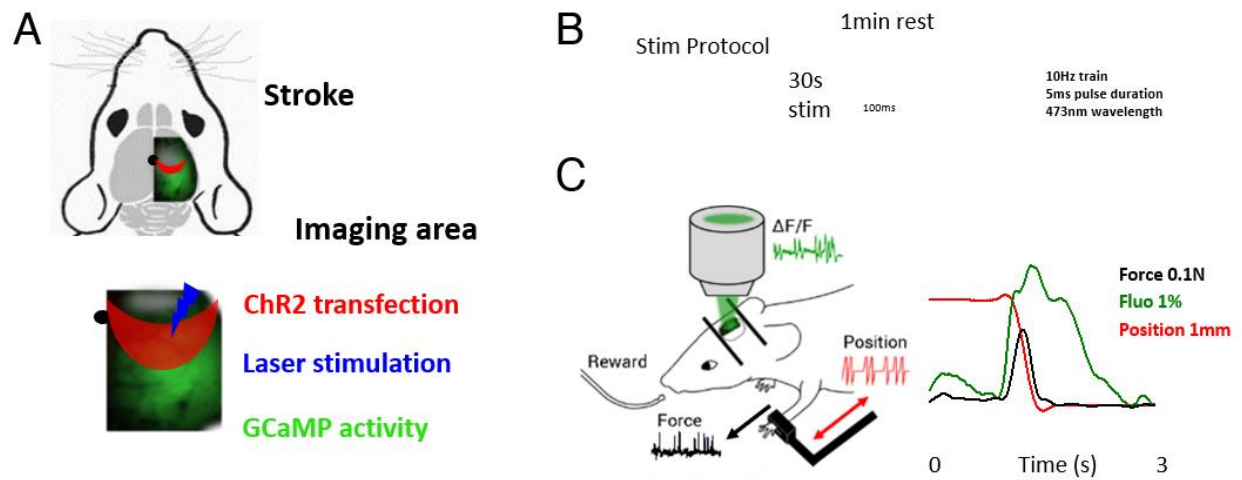 A
Stroke
Imaging area
ChR2 transfection
Laser stimulation
GCaMP activity
B
1min rest
Stim Protocol
30s
stim
100ms
10Hz train
5ms pulse duration
473nm wavelength
C
ΔF/F
Reward
Position
Force
Force 0.1N
Fluo 1%
Position 1mm
0
Time (s)
3